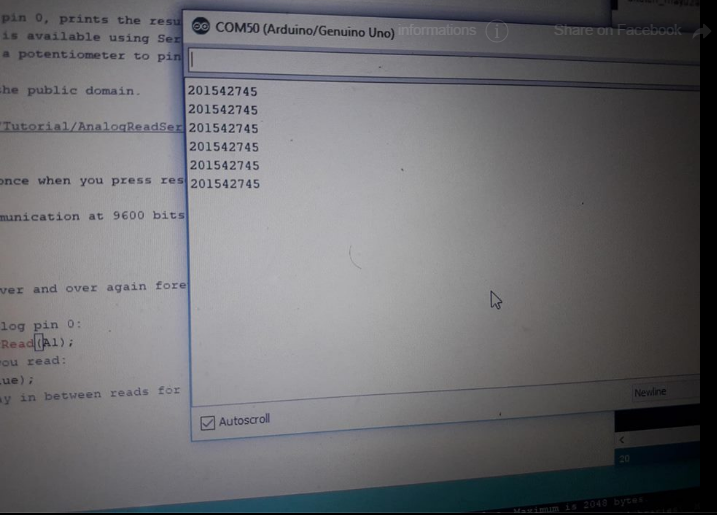 pin 0, prints the resu
is available using Ser
a potentiometer to pin
he public domain.
/Tutorial/AnalogReadSer
once when you press res
munication at 9600 bits
ver and over again fore
log pin 0:
Read(A1);
you read:
ue);
ay in between reads for
COM50 (Arduino/Genuino Uno)
informations
Share on Facebook
201542745
201542745
201542745
201542745
201542745
201542745
Autoscroll
Newline
20
Maximum is 2048 bytes.